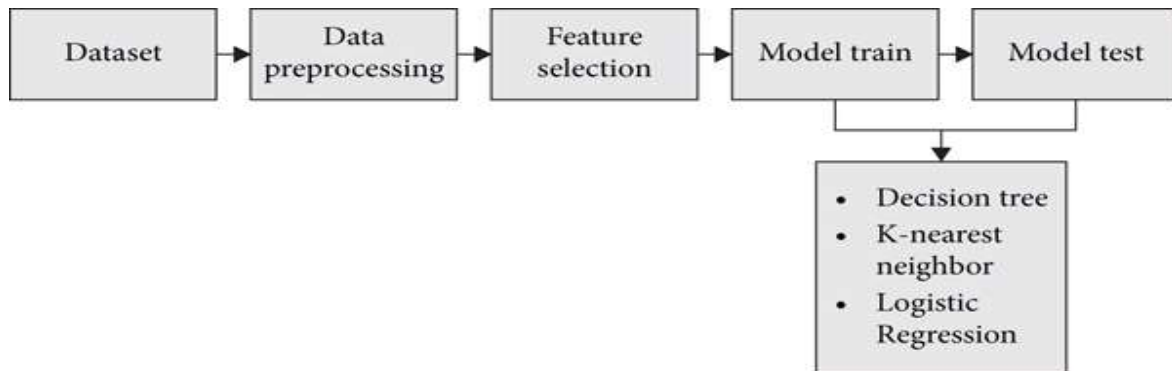 Dataset
Data
preprocessing
Feature
selection
Model train
Model test
• Decision tree
• K-nearest
neighbor
• Logistic
Regression